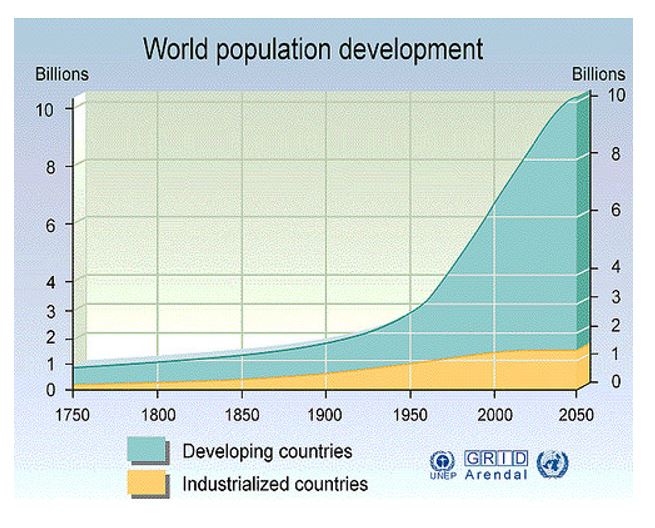 World population development
Billions
Billions
10
8
6
4
3
2
1
0
10
8
6
4
3
2
1
0
1750 1800 1850 1900 1950 2000 2050
Developing countries
Industrialized countries
UNEP
GRID
Arendal